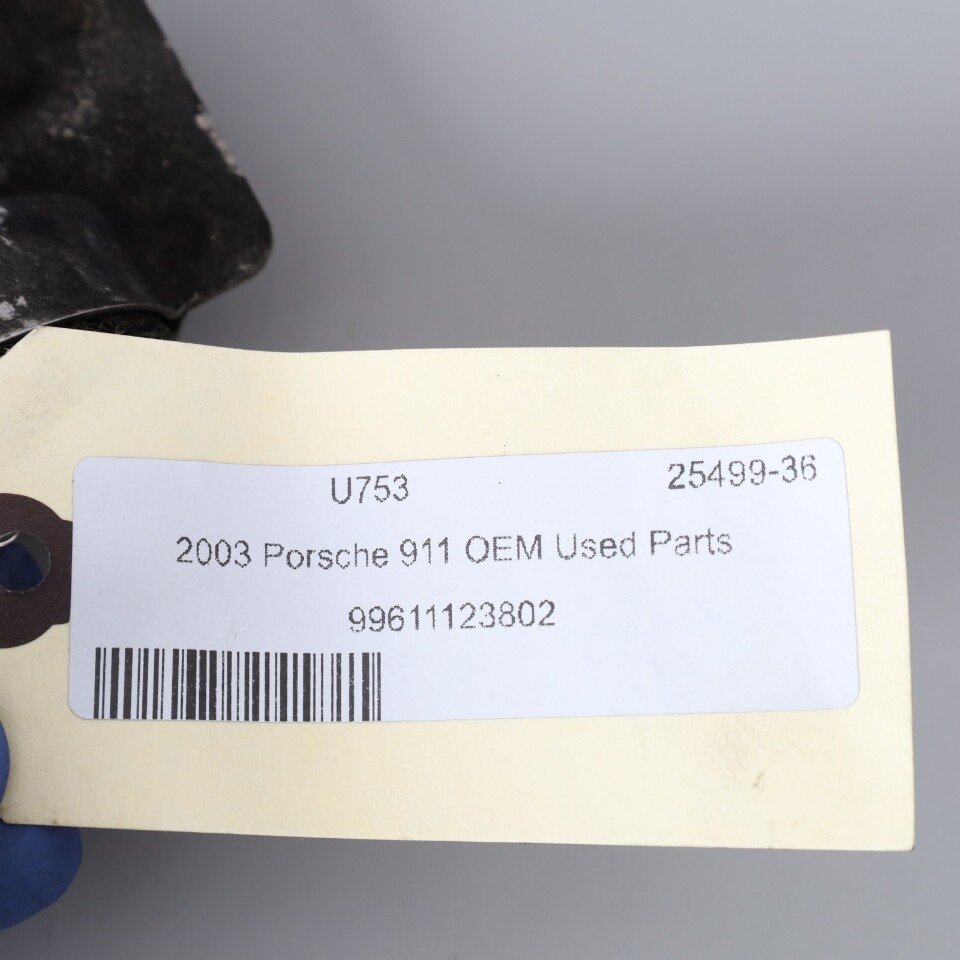 U753 25499-36
2003 Porsche 911 OEM Used Parts
99611123802